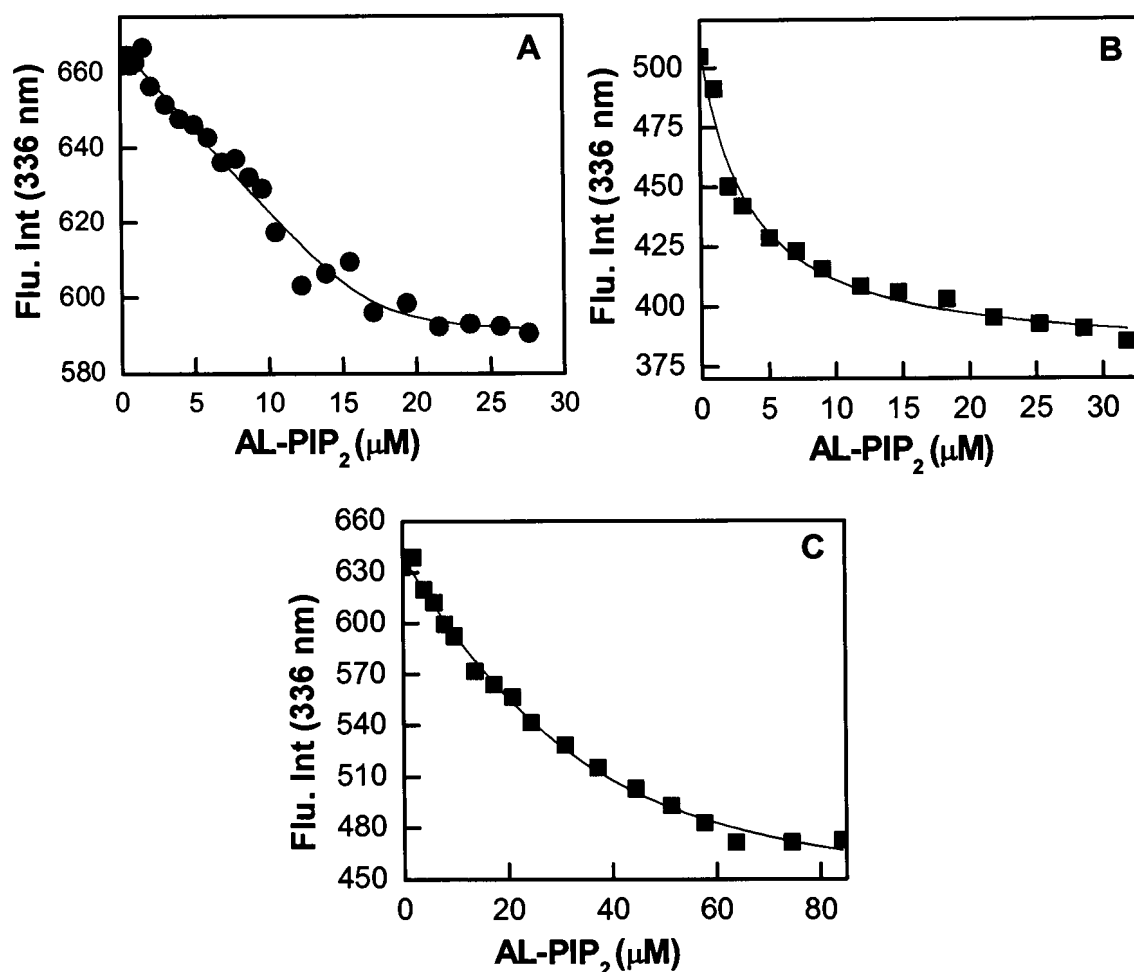 A
Flu. Int (336 nm)
660
640
620
600
580
0 5 10 15 20 25 30
AL-PIP₂ (μM)
B
Flu. Int (336 nm)
500
475
450
425
400
375
0 5 10 15 20 25 30
AL-PIP₂ (μM)
C
Flu. Int (336 nm)
660
630
600
570
540
510
480
450
0 20 40 60 80
AL-PIP₂ (μM)